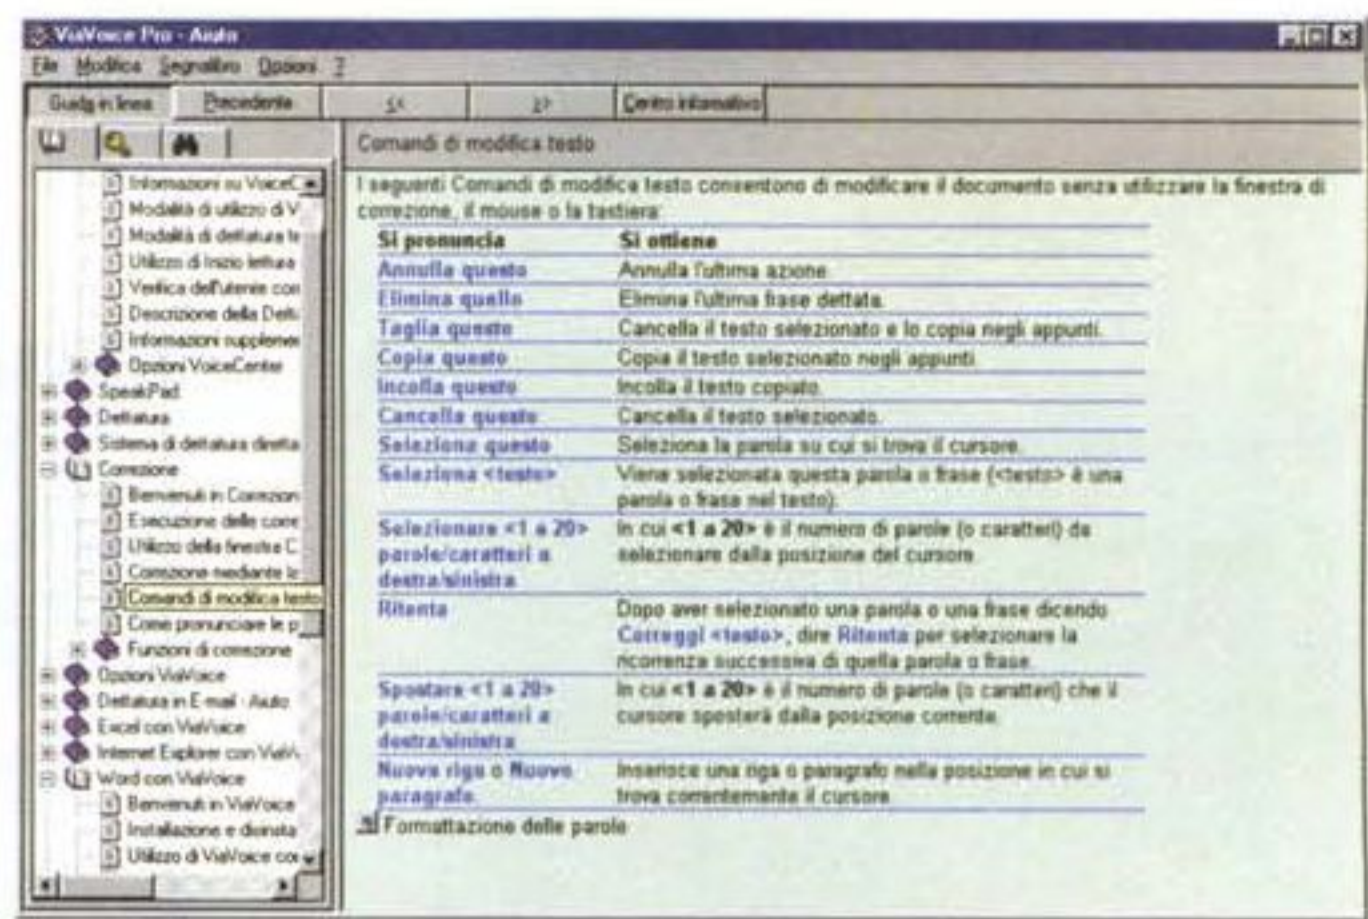 ViaVoice Pro - Aiuto
File Modifica Segnalibro Opzioni ?
Guida in linea Precedente << >> Centro informativo
Comandi di modifica testo
Informazioni su VoiceC
Modalità di utilizzo di V
Modalità di dettatura te
Utilizzo di Inizio lettura
Verifica dell'utente con
Descrizione della Dett
Informazioni supplemen
Opzioni VoiceCenter
SpeakPad
Dettatura
Sistema di dettatura diretta
Correzione
Benvenuti in Correzion
Esecuzione delle corre
Utilizzo della finestra C
Correzione mediante le
Comandi di modifica testo
Come pronunciare le p
Funzioni di correzione
Opzioni ViaVoice
Dettatura in E-mail - Aiuto
Excel con ViaVoice
Internet Explorer con ViaV
Word con ViaVoice
Benvenuti in ViaVoice
Installazione e disinsta
Utilizzo di ViaVoice con
I seguenti Comandi di modifica testo consentono di modificare il documento senza utilizzare la finestra di
correzione, il mouse o la tastiera:
Si pronuncia Si ottiene
Annulla questo Annulla l'ultima azione.
Elimina quello Elimina l'ultima frase dettata.
Taglia questo Cancella il testo selezionato e lo copia negli appunti.
Copia questo Copia il testo selezionato negli appunti.
Incolla questo Incolla il testo copiato.
Cancella questo Cancella il testo selezionato.
Seleziona questo Seleziona la parola su cui si trova il cursore.
Seleziona <testo> Viene selezionata questa parola o frase (<testo> è una
parola o frase nel testo).
Selezionare <1 a 20> In cui <1 a 20> è il numero di parole (o caratteri) da
parole/caratteri a selezionare dalla posizione del cursore.
destra/sinistra
Ritenta Dopo aver selezionato una parola o una frase dicendo
Correggi <testo>, dire Ritenta per selezionare la
ricorrenza successiva di quella parola o frase.
Spostare <1 a 20> In cui <1 a 20> è il numero di parole (o caratteri) che il
parole/caratteri a cursore sposterà dalla posizione corrente.
destra/sinistra
Nuova riga o Nuovo Inserisce una riga o paragrafo nella posizione in cui si
paragrafo. trova correntemente il cursore.
Formattazione delle parole